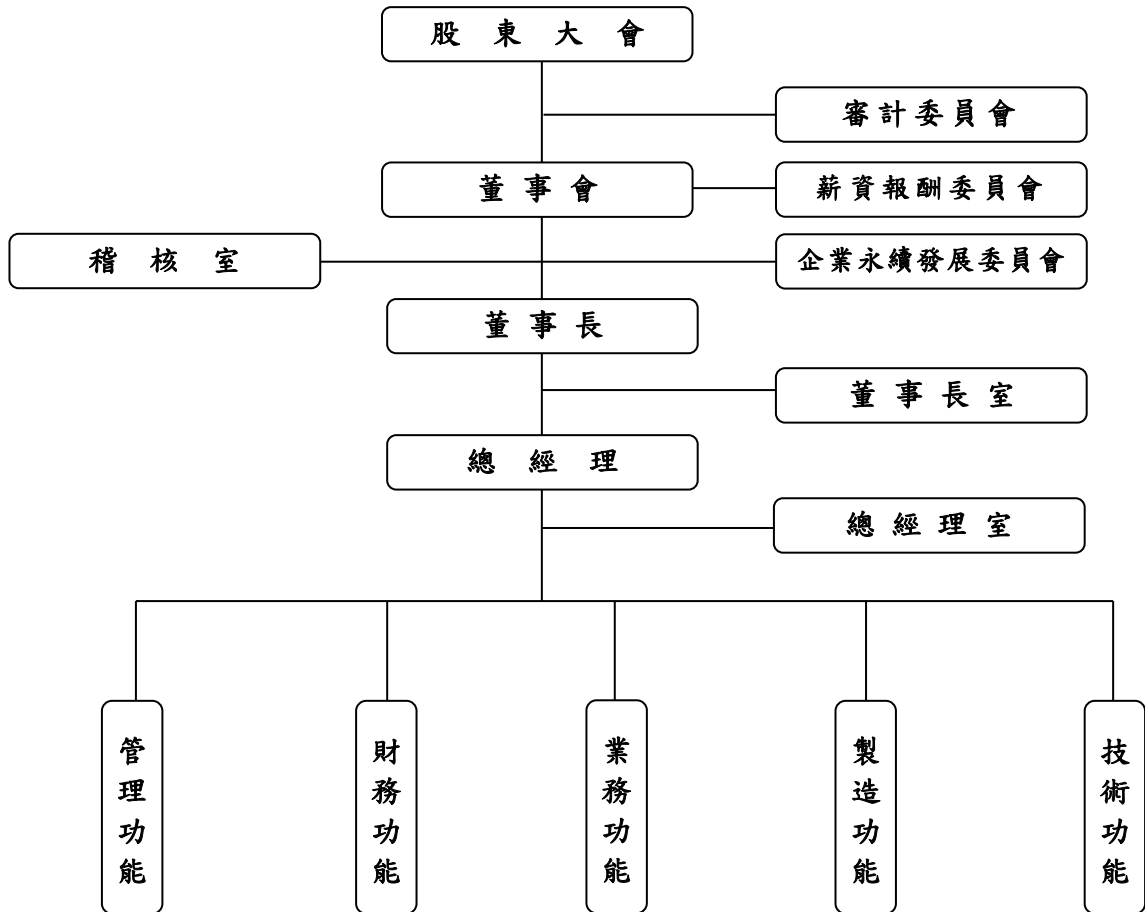 股東大會
審計委員會
董事會
薪資報酬委員會
稽核室
企業永續發展委員會
董事長
董事長室
總經理
總經理室
管理功能
財務功能
業務功能
製造功能
技術功能